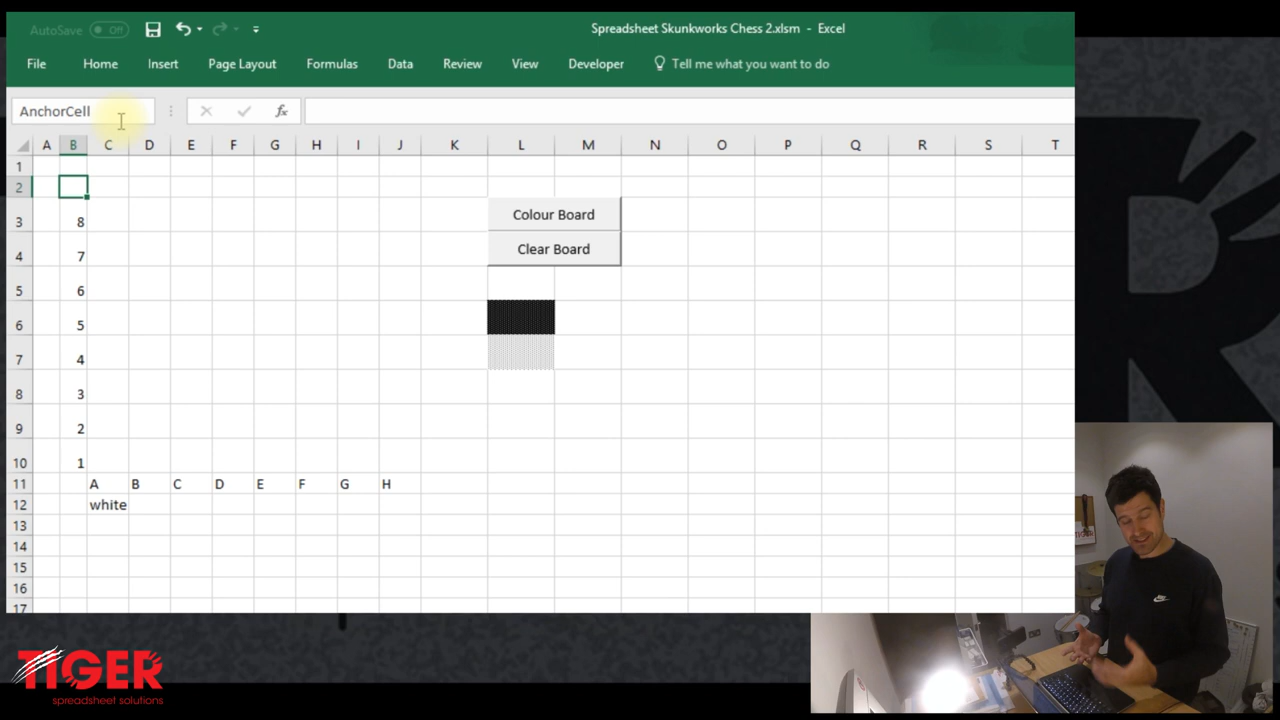 AutoSave Off
Spreadsheet Skunkworks Chess 2.xlsm - Excel
File Home Insert Page Layout Formulas Data Review View Developer Tell me what you want to do
AnchorCell fx
A B C D E F G H I J K L M N O P Q R S T
1
2
3 8 Colour Board
4 7 Clear Board
5 6
6 5
7 4
8 3
9 2
10 1
11 A B C D E F G H
12 white
13
14
15
16
17
TIGER
spreadsheet solutions
TIGER